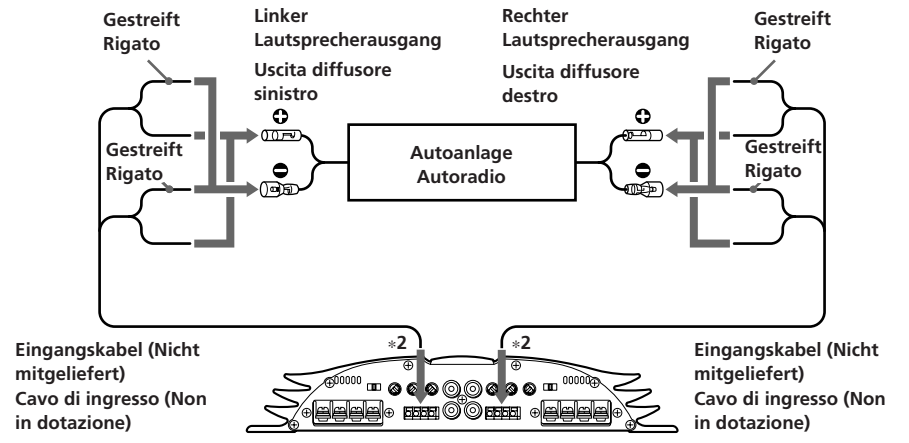 Gestreift
Rigato
Linker
Lautsprecherausgang
Uscita diffusore
sinistro
Rechter
Lautsprecherausgang
Uscita diffusore
destro
Gestreift
Rigato
Gestreift
Rigato
Autoanlage
Autoradio
Gestreift
Rigato
*2
*2
Eingangskabel (Nicht
mitgeliefert)
Cavo di ingresso (Non
in dotazione)
Eingangskabel (Nicht
mitgeliefert)
Cavo di ingresso (Non
in dotazione)